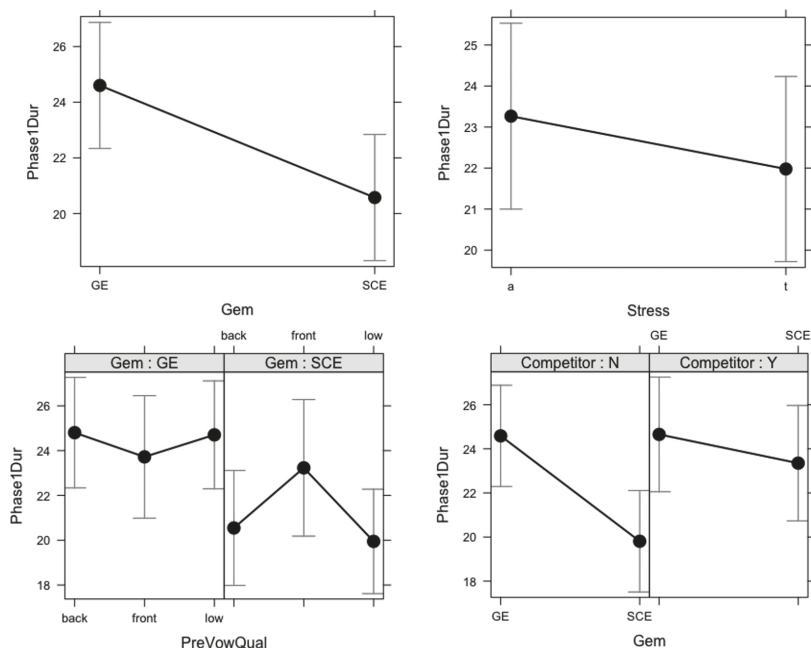 26
24
22
20
Phase1Dur
GE
SCE
Gem
25
24
23
22
21
20
Phase1Dur
a
t
Stress
back
front
low
Gem : GE
Gem : SCE
26
24
22
20
18
Phase1Dur
back
front
low
PreVowQual
GE
SCE
Competitor : N
Competitor : Y
26
24
22
20
18
Phase1Dur
GE
SCE
Gem